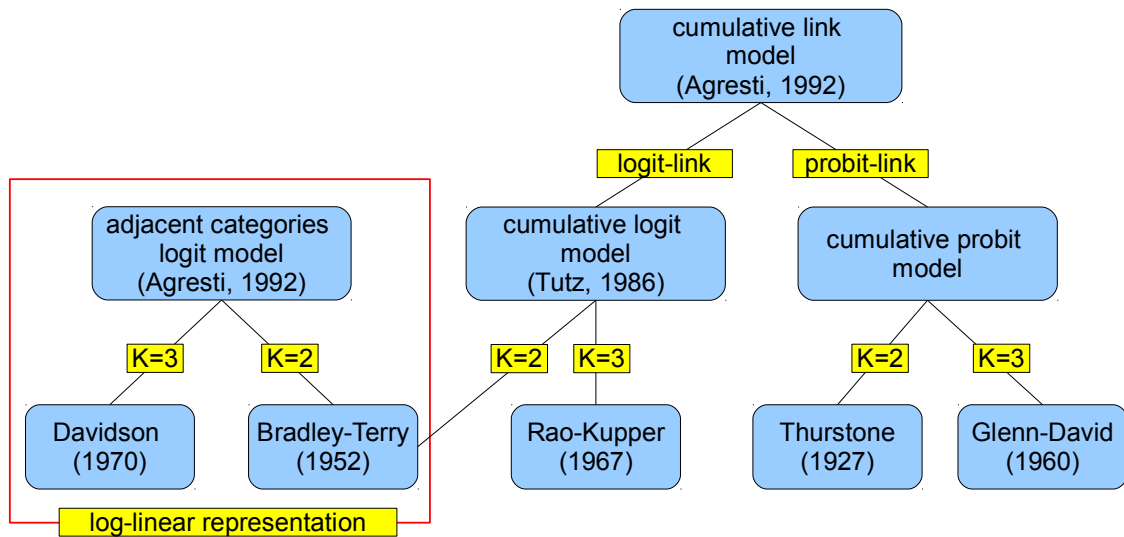 cumulative link
model
(Agresti, 1992)
logit-link
probit-link
adjacent categories
logit model
(Agresti, 1992)
cumulative logit
model
(Tutz, 1986)
cumulative probit
model
K=3
K=2
K=2
K=3
K=2
K=3
Davidson
(1970)
Bradley-Terry
(1952)
Rao-Kupper
(1967)
Thurstone
(1927)
Glenn-David
(1960)
log-linear representation